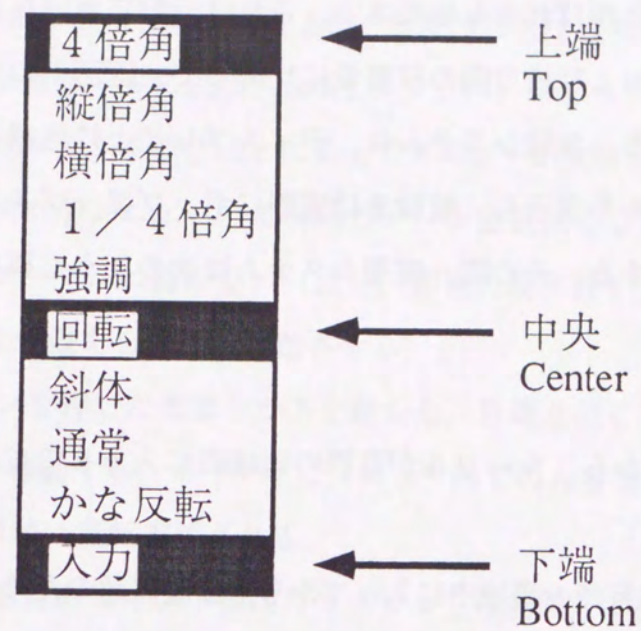 4倍角
縦倍角
横倍角
1／4倍角
強調
回転
斜体
通常
かな反転
入力
上端
Top
中央
Center
下端
Bottom